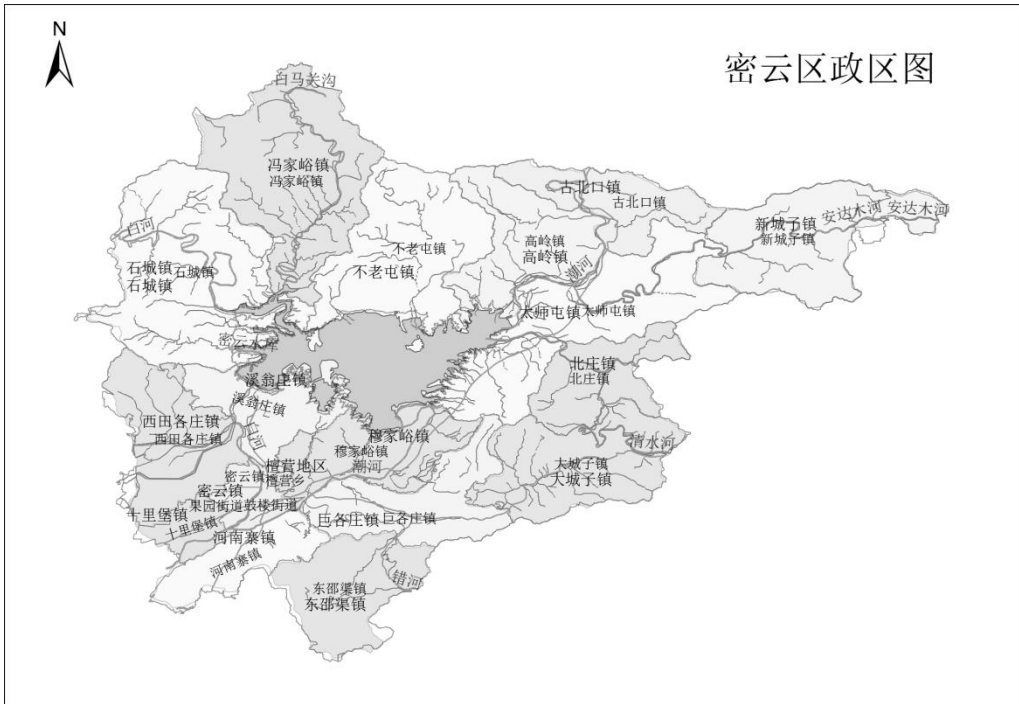 N
密云区政区图
白马关沟
冯家峪镇
冯家峪镇
古北口镇
古北口镇
安达木河 安达木河
新城子镇
新城子镇
白河
不老屯镇
不老屯镇
高岭镇
高岭镇
潮河
石城镇
石城镇
石城镇
太师屯镇
太师屯镇
密云水库
溪翁庄镇
溪翁庄镇
北庄镇
北庄镇
西田各庄镇
西田各庄镇
白河
穆家峪镇
穆家峪镇
潮河
清水河
大城子镇
大城子镇
檀营地区
檀营乡
密云镇
密云镇
果园街道
鼓楼街道
十里堡镇
十里堡镇
巨各庄镇
巨各庄镇
河南寨镇
河南寨镇
错河
东邵渠镇
东邵渠镇